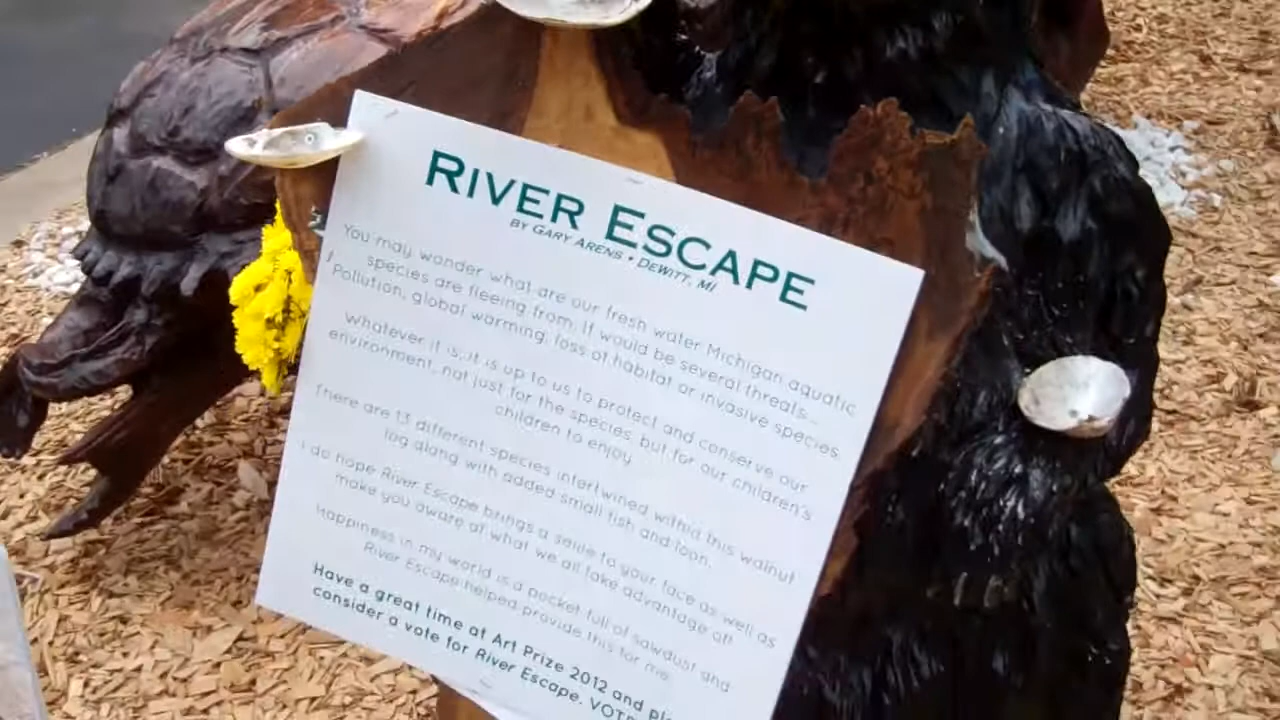 RIVER ESCAPE
BY GARY ARENS • DEWITT, MI
You may wonder what are our fresh water Michigan aquatic
species are fleeing from. It would be several threats -
Pollution, global warming, loss of habitat or invasive species.
Whatever it is, it is up to us to protect and conserve our
environment, not just for the species, but for our children's
children to enjoy.
There are 13 different species intertwined within this walnut
log along with added small fish and loon.
I do hope River Escape brings a smile to your face as well as
make you aware of what we all take advantage of!
Happiness in my world is a pocket full of sawdust and
River Escape helped provide this for me.
Have a great time at Art Prize 2012 and
consider a vote for River Escape.